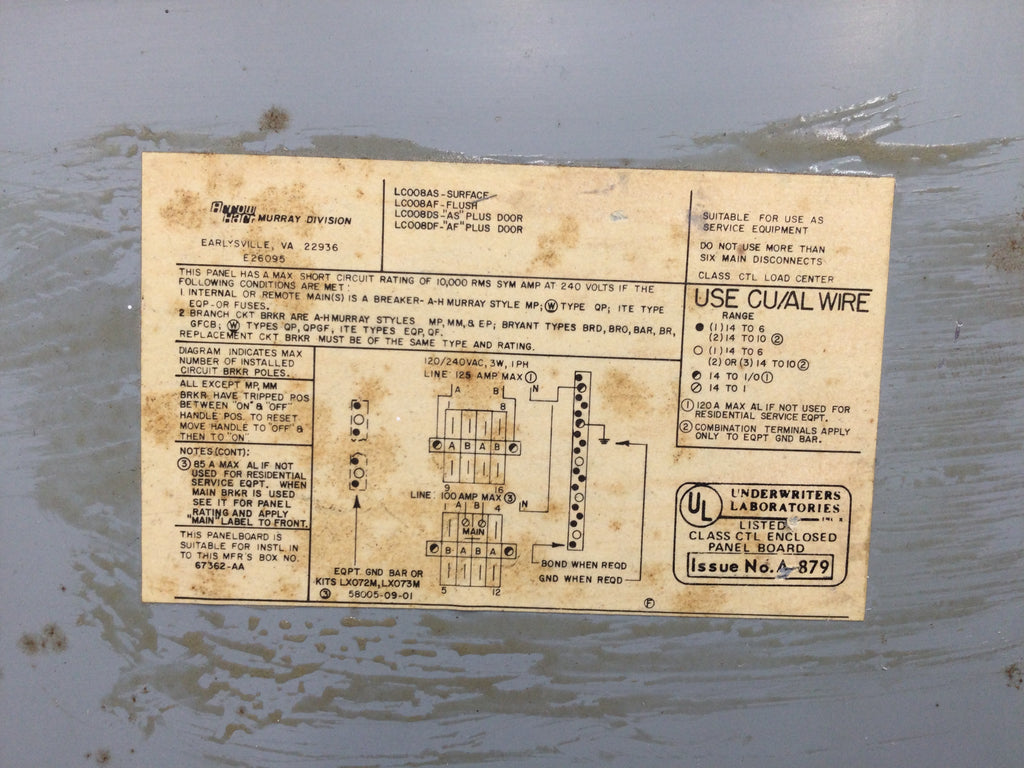 Arrow
Hart MURRAY DIVISION
EARLYSVILLE, VA 22936
E26095
LC008AS-SURFACE
LC008AF-FLUSH
LC008DS-"AS" PLUS DOOR
LC008DF-"AF" PLUS DOOR
SUITABLE FOR USE AS
SERVICE EQUIPMENT
DO NOT USE MORE THAN
SIX MAIN DISCONNECTS
CLASS CTL LOAD CENTER
THIS PANEL HAS A MAX SHORT CIRCUIT RATING OF 10,000 RMS SYM AMP AT 240 VOLTS IF THE
FOLLOWING CONDITIONS ARE MET:
1 INTERNAL OR REMOTE MAIN(S) IS A BREAKER-A-H MURRAY STYLE MP; Ⓦ TYPE QP; ITE TYPE
EQP-OR FUSES.
2 BRANCH CKT BRKR ARE A-H MURRAY STYLES MP, MM, & EP; BRYANT TYPES BRD, BRO, BAR, BR,
GFCB; Ⓦ TYPES QP, QPGF, ITE TYPES EQP, QF.
REPLACEMENT CKT BRKR MUST BE OF THE SAME TYPE AND RATING.
USE CU/AL WIRE
RANGE
● (1) 14 TO 6
(2) 14 TO 10 ②
○ (1) 14 TO 6
(2) OR (3) 14 TO 10 ②
14 TO 1/0 ①
14 TO 1
① 120 A MAX AL IF NOT USED FOR
RESIDENTIAL SERVICE EQPT.
② COMBINATION TERMINALS APPLY
ONLY TO EQPT GND BAR.
DIAGRAM INDICATES MAX
NUMBER OF INSTALLED
CIRCUIT BRKR POLES.
ALL EXCEPT MP, MM
BRKR HAVE TRIPPED POS
BETWEEN "ON" & "OFF"
HANDLE POS. TO RESET
MOVE HANDLE TO "OFF" &
THEN TO "ON"
NOTES (CONT):
③ 85 A MAX AL IF NOT
USED FOR RESIDENTIAL
SERVICE EQPT. WHEN
MAIN BRKR IS USED
SEE IT FOR PANEL
RATING AND APPLY
"MAIN" LABEL TO FRONT.
THIS PANELBOARD IS
SUITABLE FOR INSTL IN
TO THIS MFR'S BOX NO.
67362-AA
120/240VAC, 3W, 1PH
LINE 125 AMP MAX ① N
A B
1 8
A B A B
9 16
LINE: 100 AMP MAX ③ N
A B
1 4
MAIN
B A B A
5 12
BOND WHEN REQD
GND WHEN REQD
EQPT. GND BAR OR
KITS LX072M, LX073M
③ 58005-09-01
Ⓕ
UL
UNDERWRITERS
LABORATORIES
INC ®
LISTED
CLASS CTL ENCLOSED
PANEL BOARD
Issue No. A-879